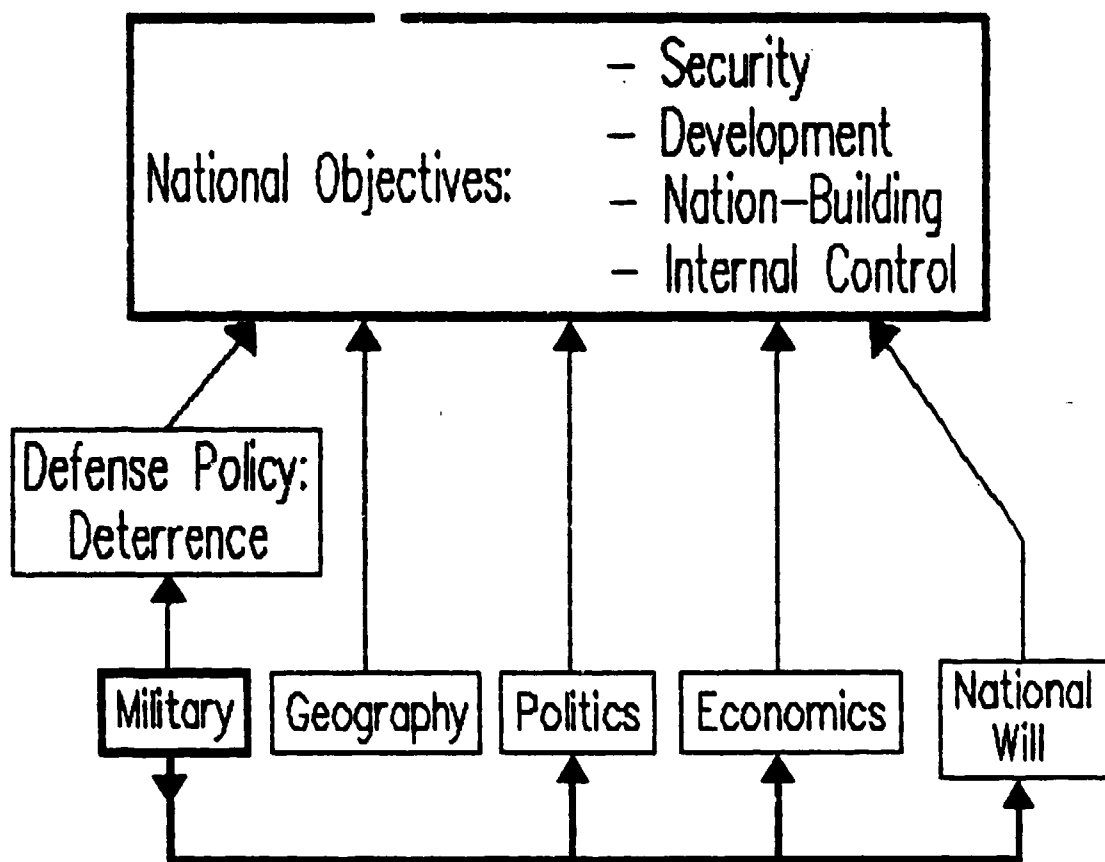 – Security
– Development
National Objectives:
– Nation–Building
– Internal Control
Defense Policy:
Deterrence
Military
Geography
Politics
Economics
National
Will